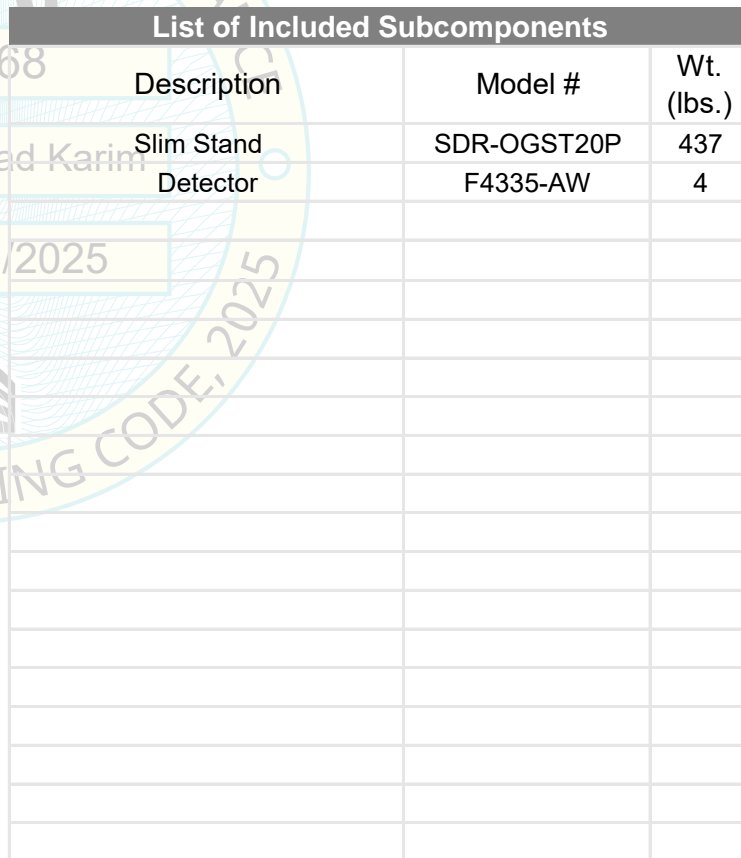 List of Included Subcomponents
Description Model # Wt. (lbs.)
Slim Stand SDR-OGST20P 437
Detector F4335-AW 4
68
ad Karim
/2025
ING CODE, 2025